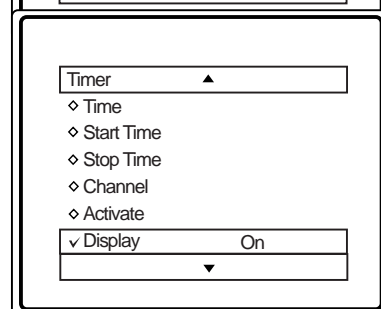 Timer ▲
◇ Time
◇ Start Time
◇ Stop Time
◇ Channel
◇ Activate
✓ Display On
▼